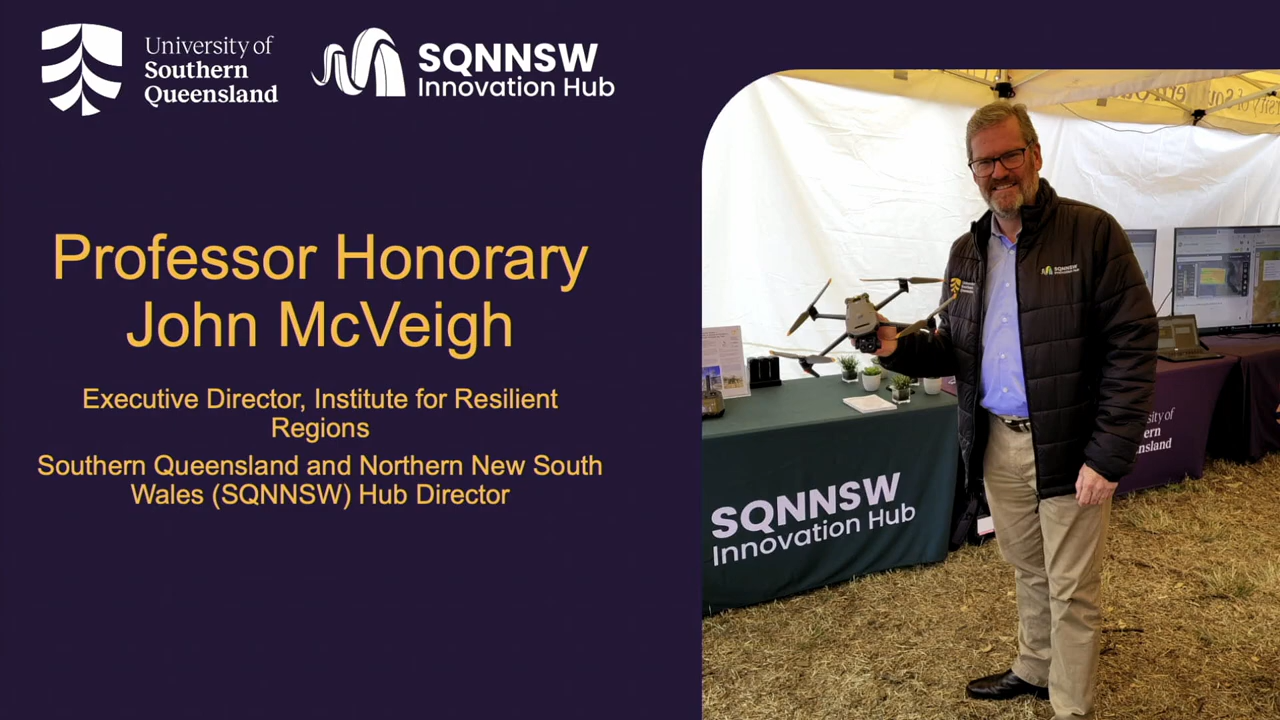 University of
Southern
Queensland
SQNNSW
Innovation Hub
Professor Honorary
John McVeigh
Executive Director, Institute for Resilient
Regions
Southern Queensland and Northern New South
Wales (SQNNSW) Hub Director
SQNNSW
SQNNSW
Innovation Hub